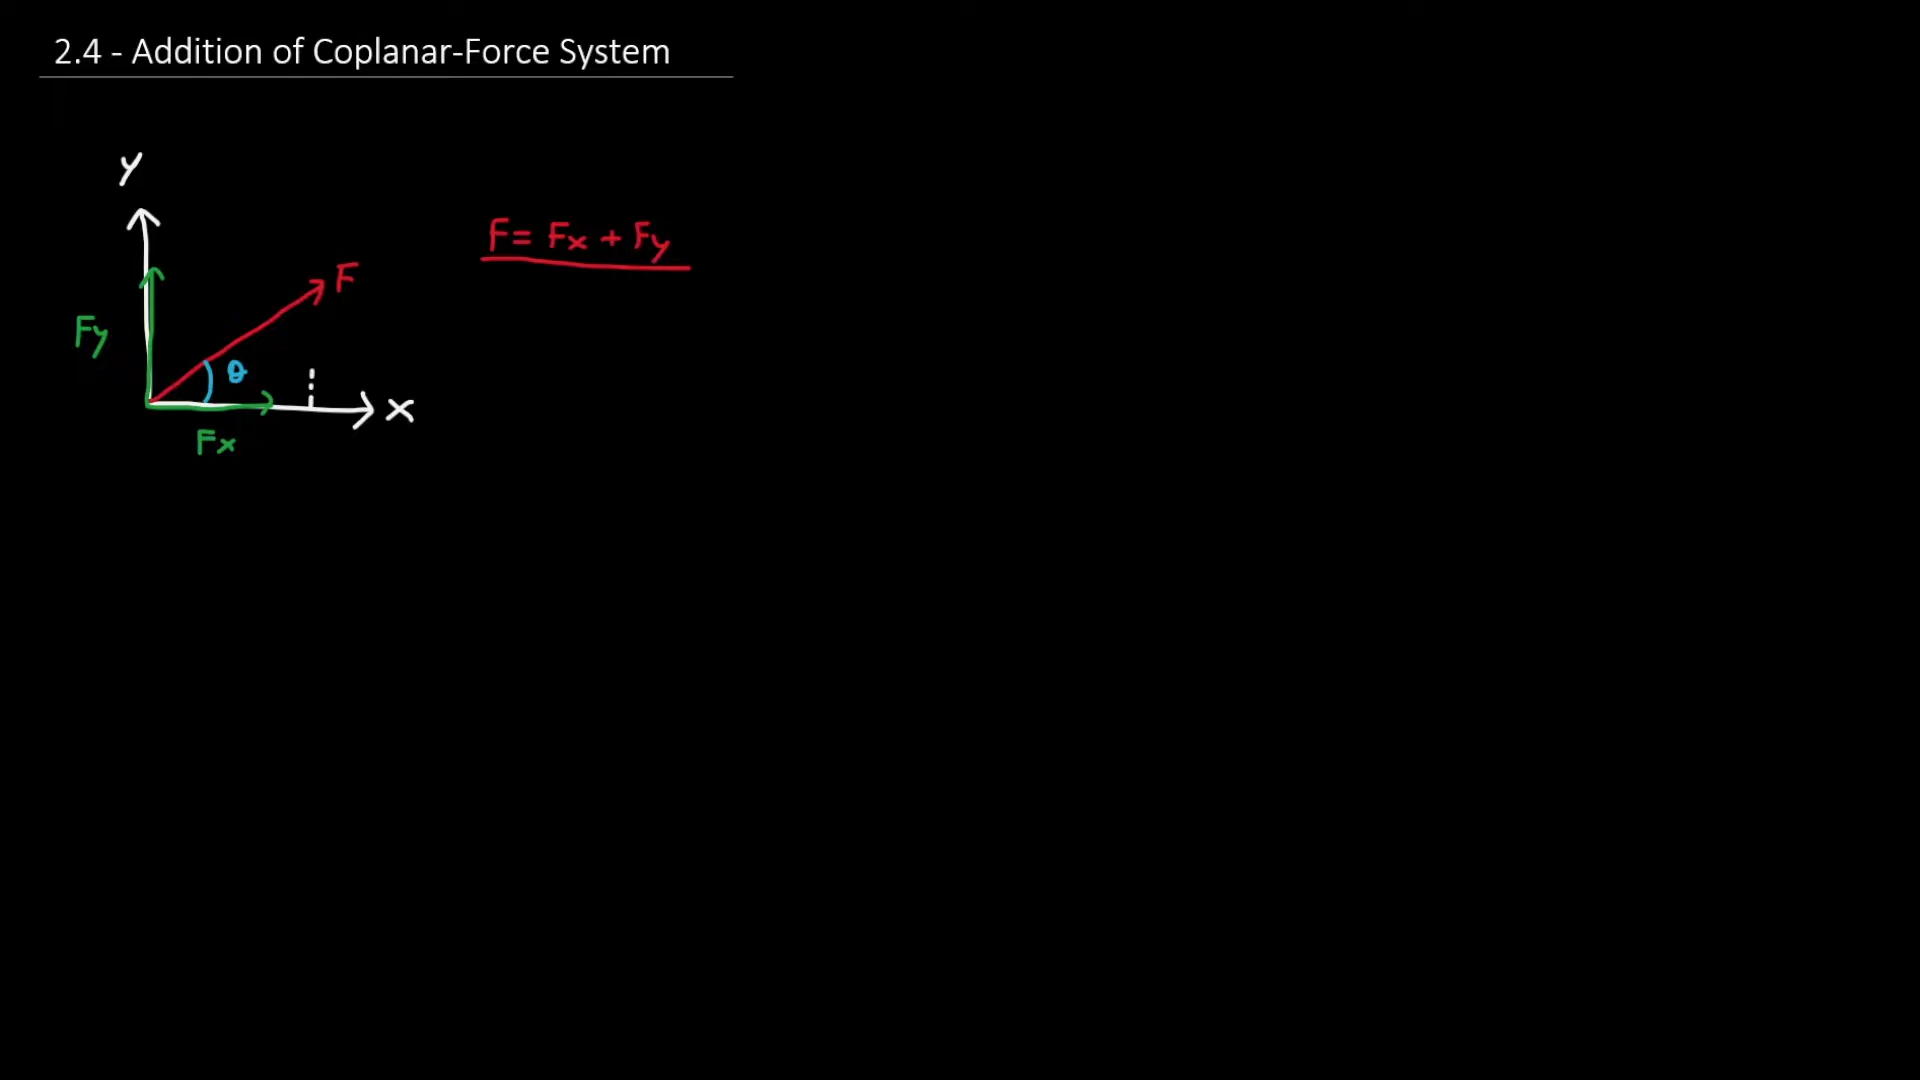 2.4 - Addition of Coplanar-Force System
y
F = Fx + Fy
F
Fy
θ
x
Fx